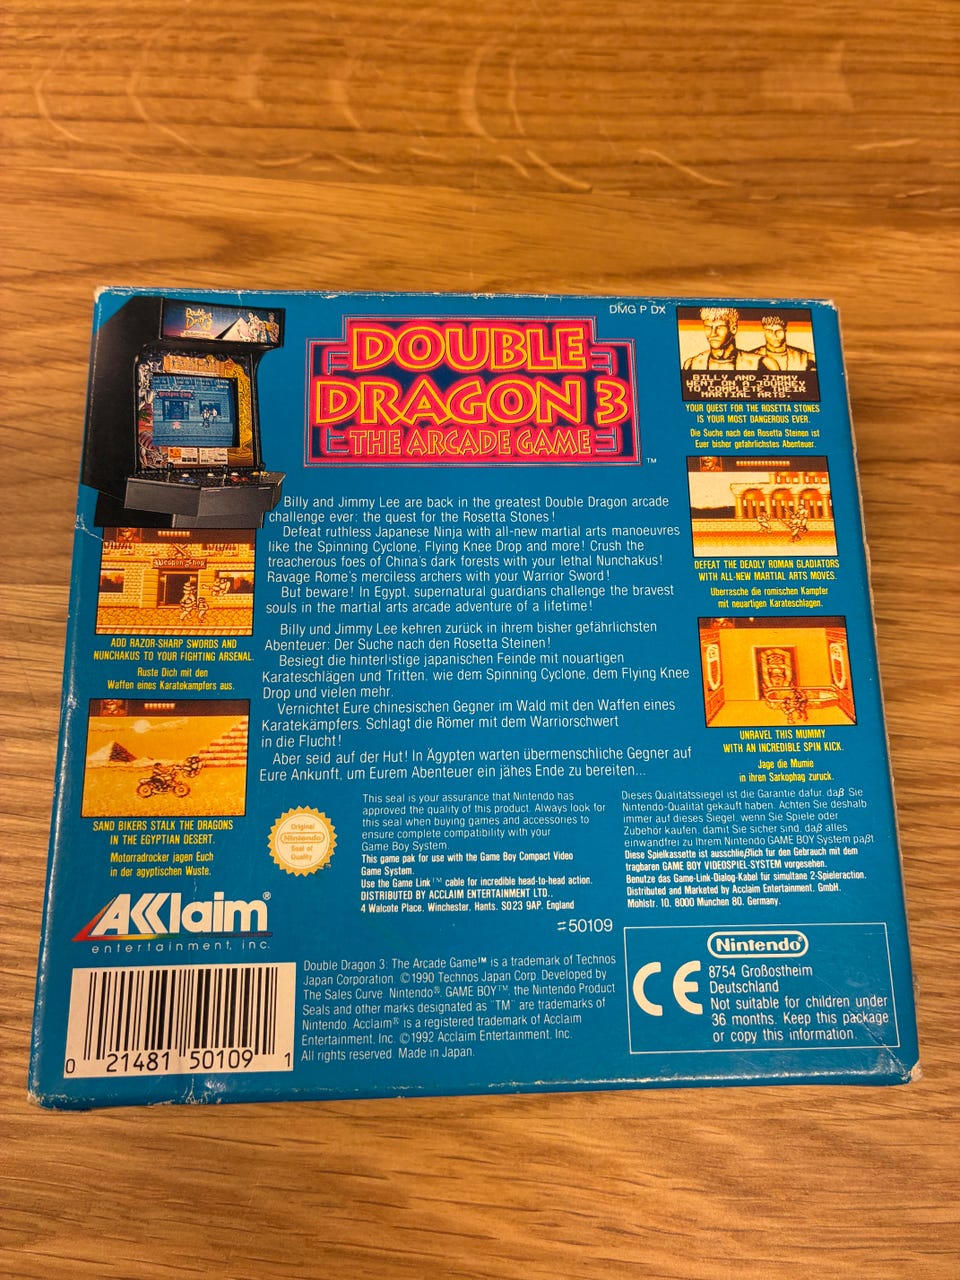 DMG P DX
DOUBLE
DRAGON 3
THE ARCADE GAME
™
Billy and Jimmy Lee are back in the greatest Double Dragon arcade
challenge ever: the quest for the Rosetta Stones!
Defeat ruthless Japanese Ninja with all-new martial arts manoeuvres
like the Spinning Cyclone, Flying Knee Drop and more! Crush the
treacherous foes of China's dark forests with your lethal Nunchakus!
Ravage Rome's merciless archers with your Warrior Sword!
But beware! In Egypt, supernatural guardians challenge the bravest
souls in the martial arts arcade adventure of a lifetime!
Billy und Jimmy Lee kehren zurück in ihrem bisher gefährlichsten
Abenteuer: Der Suche nach den Rosetta Steinen!
Besiegt die hinterlistige japanischen Feinde mit nouartigen
Karateschlägen und Tritten, wie dem Spinning Cyclone, dem Flying Knee
Drop und vielen mehr.
Vernichtet Eure chinesischen Gegner im Wald mit den Waffen eines
Karatekämpfers. Schlagt die Römer mit dem Warriorschwert
in die Flucht!
Aber seid auf der Hut! In Ägypten warten übermenschliche Gegner auf
Eure Ankunft, um Eurem Abenteuer ein jähes Ende zu bereiten...
Weapon Shop
ADD RAZOR-SHARP SWORDS AND
NUNCHAKUS TO YOUR FIGHTING ARSENAL.
Ruste Dich mit den
Waffen eines Karatekampfers aus.
SAND BIKERS STALK THE DRAGONS
IN THE EGYPTIAN DESERT.
Motorradrocker jagen Euch
in der agyptischen Wuste.
BILLY AND JIMMY
WENT ON A JOURNEY
TO COMPLETE THEIR
MARTIAL ARTS.
YOUR QUEST FOR THE ROSETTA STONES
IS YOUR MOST DANGEROUS EVER.
Die Suche nach den Rosetta Steinen ist
Euer bisher gefahrlichstes Abenteuer.
DEFEAT THE DEADLY ROMAN GLADIATORS
WITH ALL-NEW MARTIAL ARTS MOVES.
Uberrasche die romischen Kampfer
mit neuartigen Karateschlagen.
UNRAVEL THIS MUMMY
WITH AN INCREDIBLE SPIN KICK.
Jage die Mumie
in ihren Sarkophag zuruck.
Original
Nintendo
Seal of
Quality
This seal is your assurance that Nintendo has
approved the quality of this product. Always look for
this seal when buying games and accessories to
ensure complete compatibility with your
Game Boy System.
This game pak for use with the Game Boy Compact Video
Game System.
Use the Game Link™ cable for incredible head-to-head action.
DISTRIBUTED BY ACCLAIM ENTERTAINMENT LTD.,
4 Walcote Place, Winchester, Hants. SO23 9AP, England
Dieses Qualitätssiegel ist die Garantie dafür, daß Sie
Nintendo-Qualität gekauft haben. Achten Sie deshalb
immer auf dieses Siegel, wenn Sie Spiele oder
Zubehör kaufen, damit Sie sicher sind, daß alles
einwandfrei zu Ihrem Nintendo GAME BOY System paßt.
Diese Spielkassette ist ausschließlich für den Gebrauch mit dem
tragbaren GAME BOY VIDEOSPIEL-SYSTEM vorgesehen.
Benutze das Game-Link-Dialog-Kabel für simultane 2-Spieleraction.
Distributed and Marketed by Acclaim Entertainment, GmbH.
Mohlstr. 10, 8000 Munchen 80, Germany.
#50109
AKKlaim®
entertainment, inc.
0 21481 50109 1
Double Dragon 3: The Arcade Game™ is a trademark of Technos
Japan Corporation. ©1990 Technos Japan Corp. Developed by
The Sales Curve. Nintendo®, GAME BOY™, the Nintendo Product
Seals and other marks designated as "TM" are trademarks of
Nintendo. Acclaim® is a registered trademark of Acclaim
Entertainment, Inc. ©1992 Acclaim Entertainment, Inc.
All rights reserved. Made in Japan.
CE
Nintendo®
8754 Großostheim
Deutschland
Not suitable for children under
36 months. Keep this package
or copy this information.